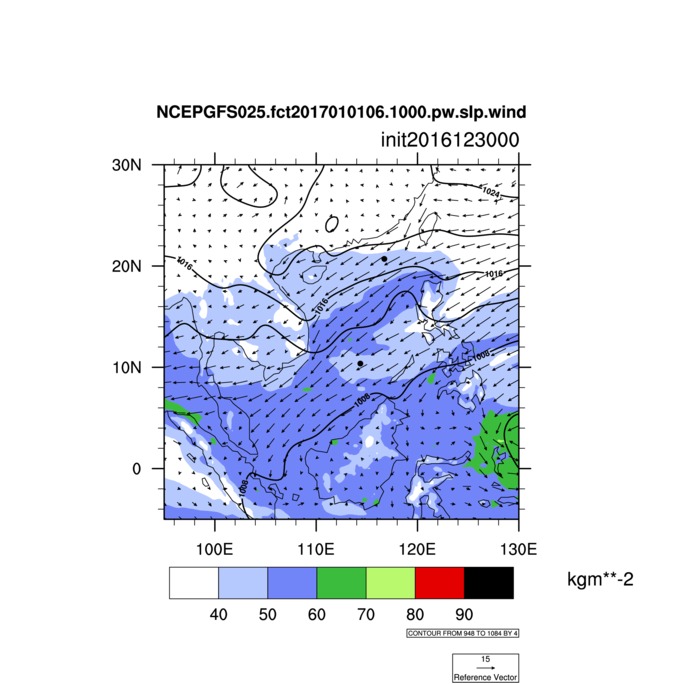 NCEPGFS025.fct2017010106.1000.pw.slp.wind
init2016123000
30N
1024
20N
1016
1016
1016
10N
1008
1008
0
1008
100E
110E
120E
130E
kgm**-2
40
50
60
70
80
90
CONTOUR FROM 948 TO 1084 BY 4
15
Reference Vector